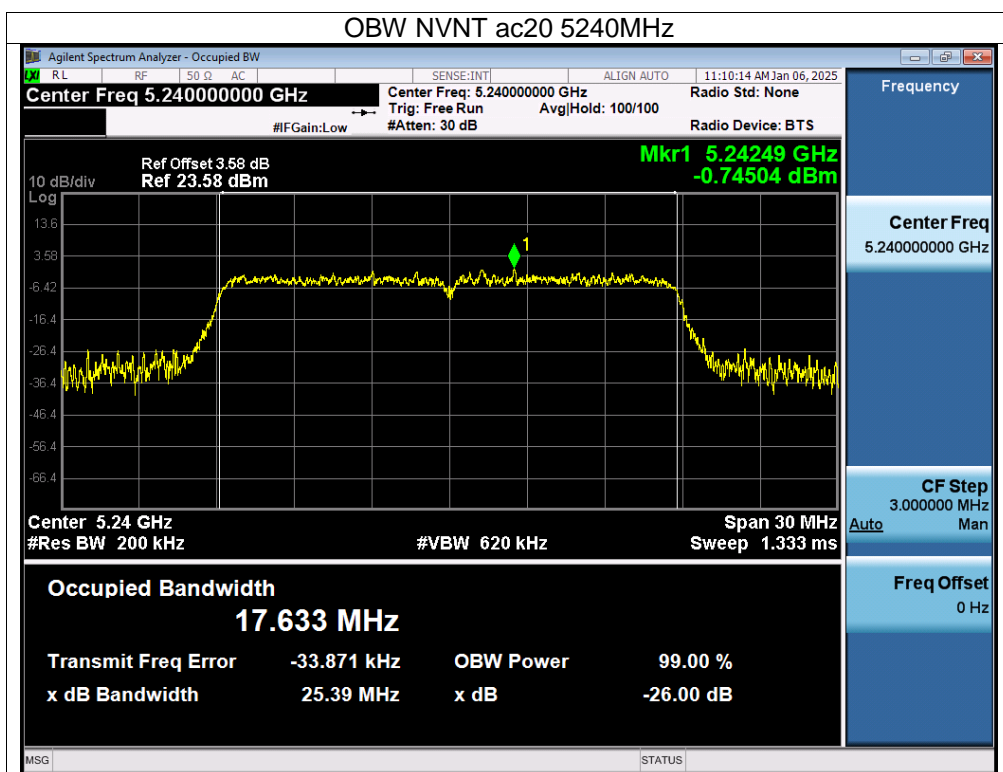 OBW NVNT ac20 5240MHz
Agilent Spectrum Analyzer - Occupied BW
LXI RL RF 50 Ω AC SENSE:INT ALIGN AUTO 11:10:14 AM Jan 06, 2025
Center Freq 5.240000000 GHz
Center Freq: 5.240000000 GHz
Radio Std: None
Trig: Free Run Avg|Hold: 100/100
#IFGain:Low
#Atten: 30 dB
Radio Device: BTS
Mkr1 5.24249 GHz
-0.74504 dBm
Ref Offset 3.58 dB
10 dB/div Ref 23.58 dBm
Log
13.6
3.58
-6.42
-16.4
-26.4
-36.4
-46.4
-56.4
-66.4
1
Center 5.24 GHz Span 30 MHz
#Res BW 200 kHz #VBW 620 kHz Sweep 1.333 ms
Occupied Bandwidth
17.633 MHz
Transmit Freq Error -33.871 kHz OBW Power 99.00 %
x dB Bandwidth 25.39 MHz x dB -26.00 dB
Frequency
Center Freq
5.240000000 GHz
CF Step
3.000000 MHz
Auto Man
Freq Offset
0 Hz
MSG STATUS